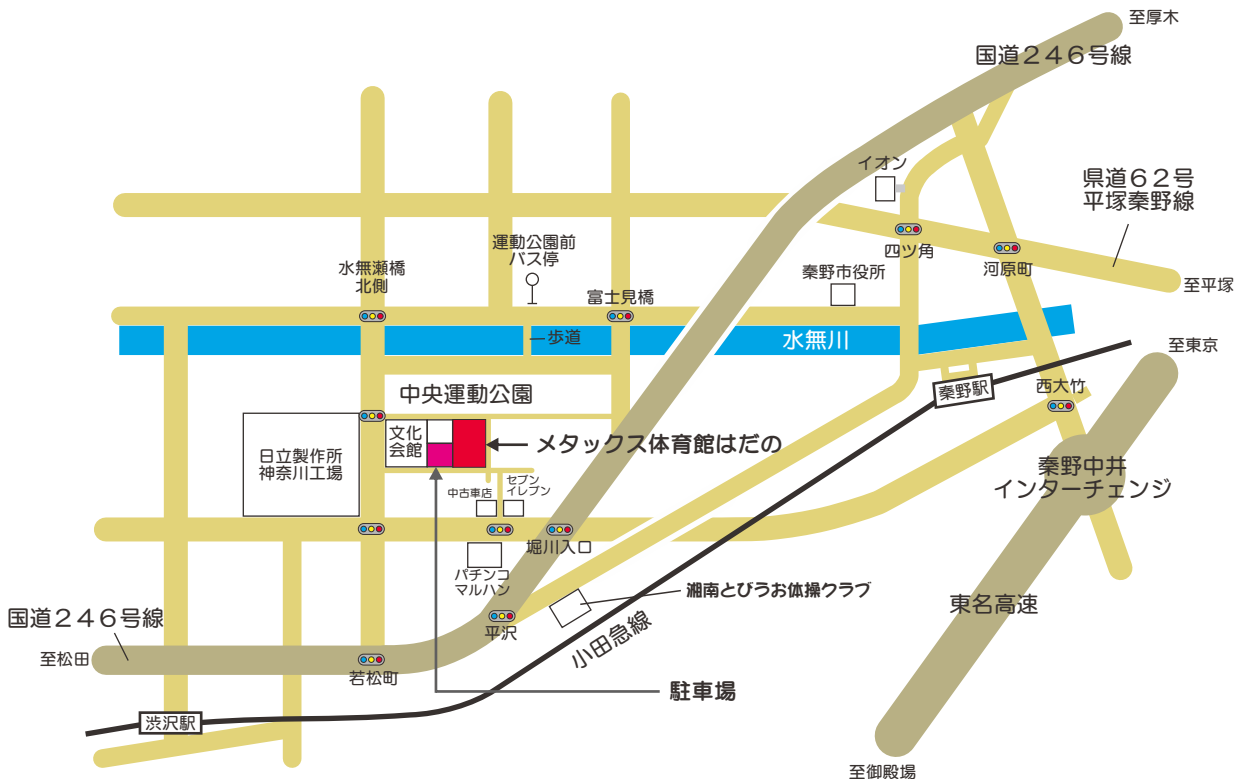 至厚木
国道246号線
イオン
県道62号
平塚秦野線
運動公園前
バス停
水無瀬橋
北側
四ツ角
河原町
秦野市役所
富士見橋
至平塚
歩道
水無川
至東京
中央運動公園
秦野駅
西大竹
文化
会館
メタックス体育館はだの
日立製作所
神奈川工場
秦野中井
インターチェンジ
セブン
イレブン
中古車店
堀川入口
パチンコ
マルハン
湘南とびうお体操クラブ
東名高速
国道246号線
平沢
小田急線
至松田
若松町
駐車場
渋沢駅
至御殿場